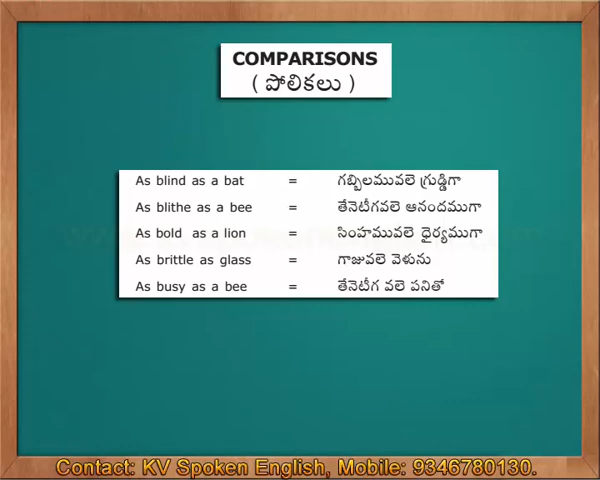 COMPARISONS
( పోలికలు )
As blind as a bat = గబ్బిలమువలె గ్రుడ్డిగా
As blithe as a bee = తేనెటీగవలె ఆనందముగా
As bold as a lion = సింహమువలె ధైర్యముగా
As brittle as glass = గాజువలె వెళును
As busy as a bee = తేనెటీగ వలె పనితో
Contact: KV Spoken English, Mobile: 9346780130.